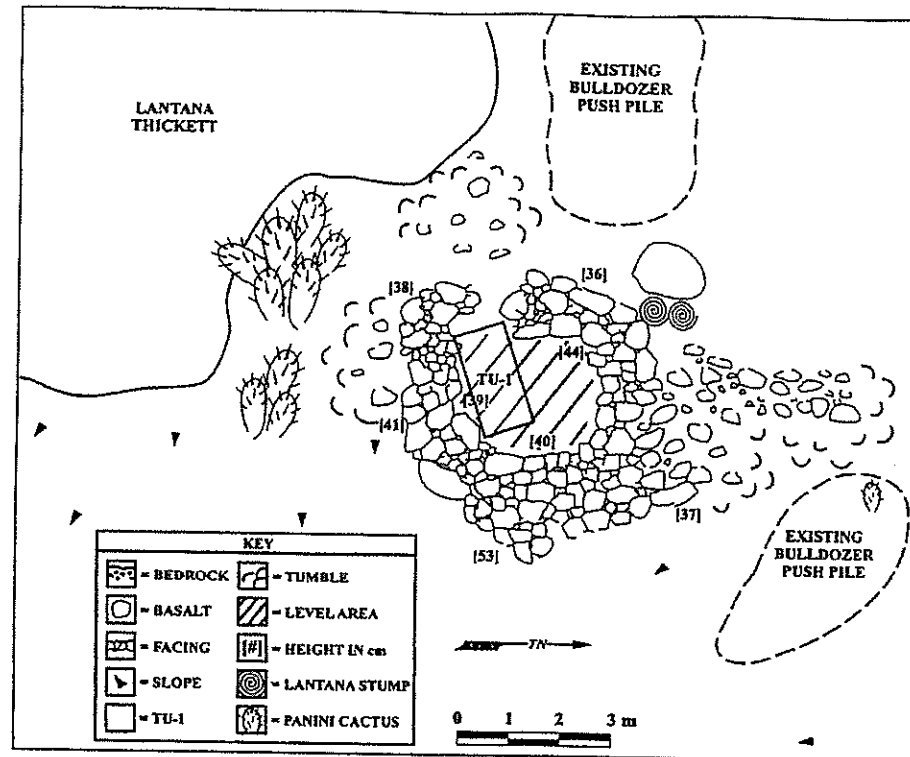 LANTANA
THICKETT
EXISTING
BULLDOZER
PUSH PILE
[38]
[36]
[44]
TU-1
[39]
[41]
[40]
[37]
[53]
EXISTING
BULLDOZER
PUSH PILE
KEY
= BEDROCK
= TUMBLE
= BASALT
= LEVEL AREA
= FACING
[#] = HEIGHT IN cm
= SLOPE
= LANTANA STUMP
= TU-1
= PANINI CACTUS
TN
0 1 2 3 m